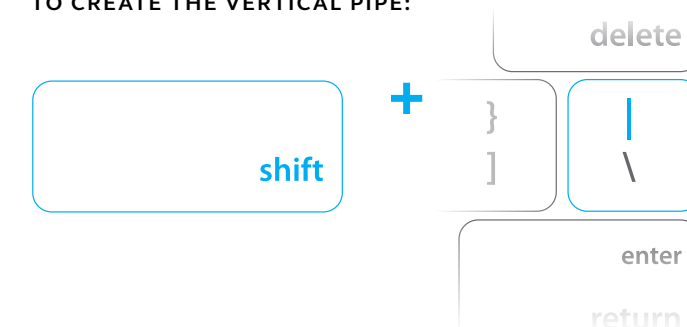 TO CREATE THE VERTICAL PIPE:
delete
+
}
|
shift
]
\
enter
return